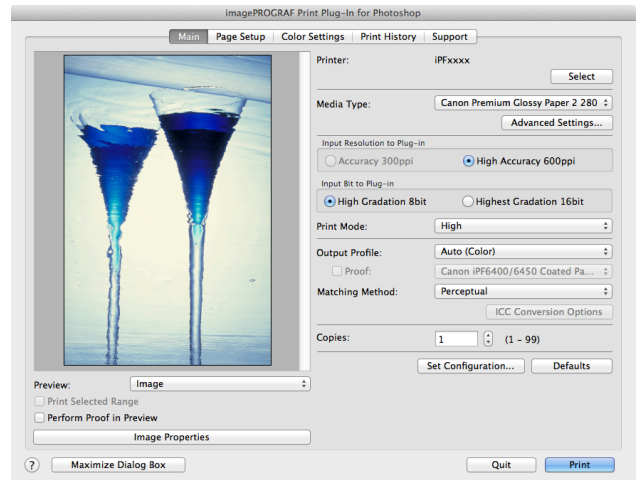 imagePROGRAF Print Plug-In for Photoshop
Main Page Setup Color Settings Print History Support
Printer: iPFxxxx
Select
Media Type: Canon Premium Glossy Paper 2 280
Advanced Settings...
Input Resolution to Plug-in
Accuracy 300ppi High Accuracy 600ppi
Input Bit to Plug-in
High Gradation 8bit Highest Gradation 16bit
Print Mode: High
Output Profile: Auto (Color)
Proof: Canon iPF6400/6450 Coated Pa...
Matching Method: Perceptual
ICC Conversion Options
Copies: 1 (1 – 99)
Set Configuration... Defaults
Preview: Image
Print Selected Range
Perform Proof in Preview
Image Properties
? Maximize Dialog Box Quit Print